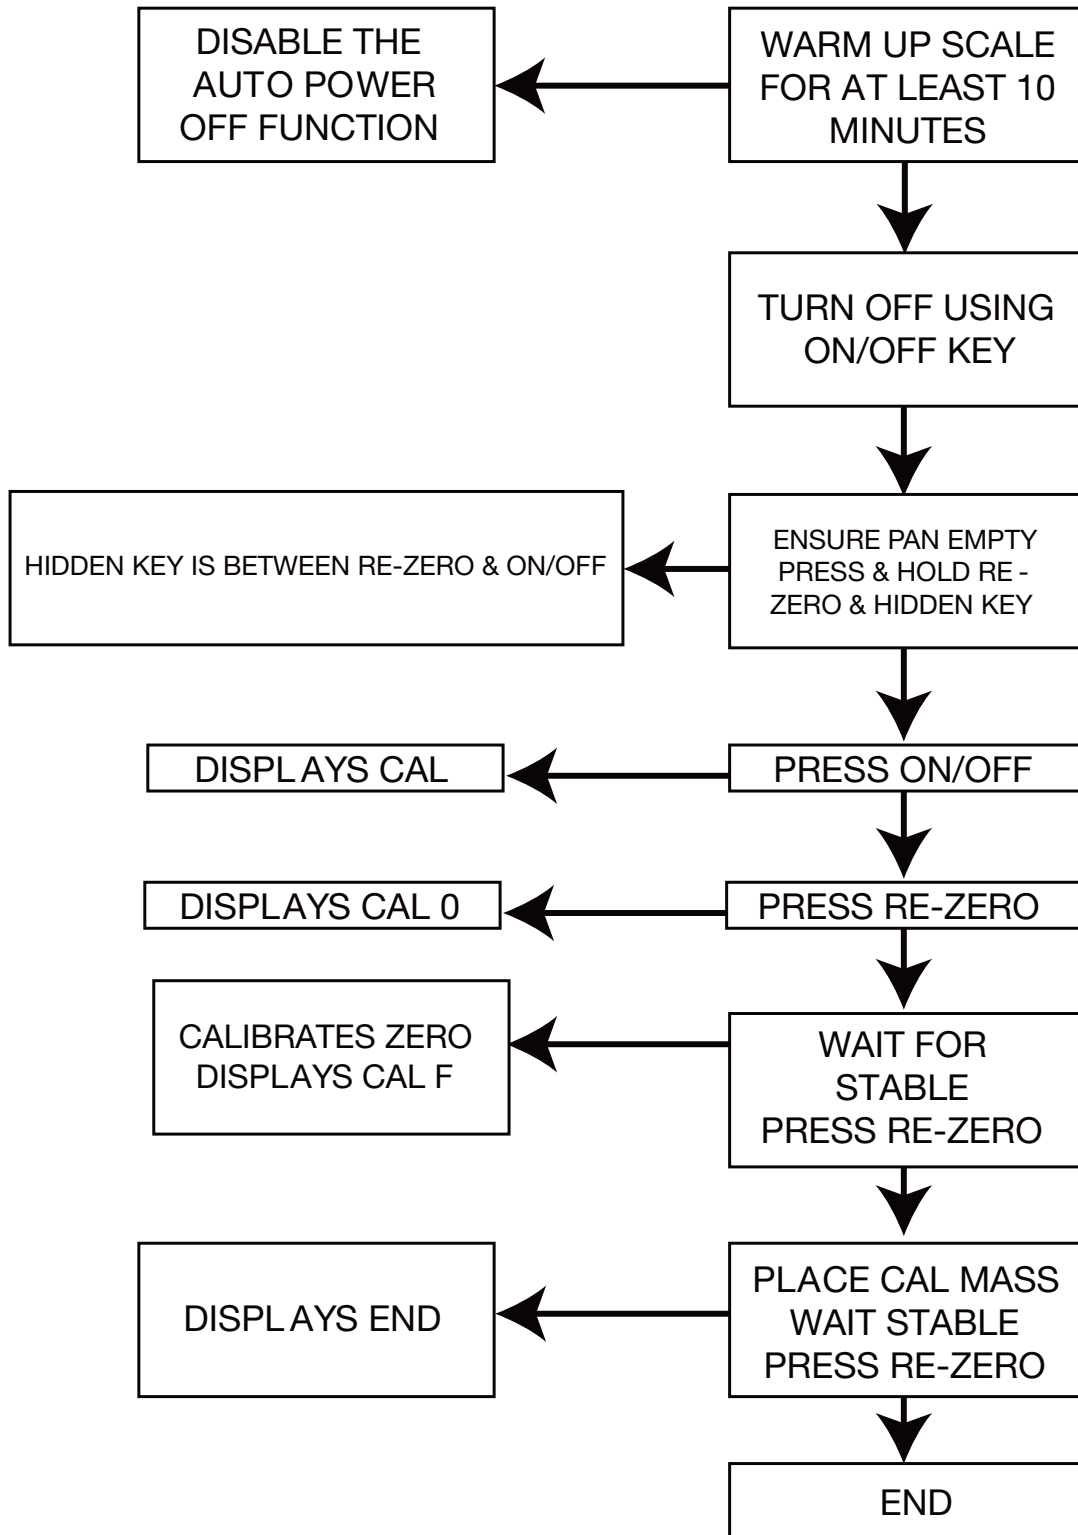 DISABLE THE
AUTO POWER
OFF FUNCTION
WARM UP SCALE
FOR AT LEAST 10
MINUTES
TURN OFF USING
ON/OFF KEY
HIDDEN KEY IS BETWEEN RE-ZERO & ON/OFF
ENSURE PAN EMPTY
PRESS & HOLD RE -
ZERO & HIDDEN KEY
DISPLAYS CAL
PRESS ON/OFF
DISPLAYS CAL 0
PRESS RE-ZERO
CALIBRATES ZERO
DISPLAYS CAL F
WAIT FOR
STABLE
PRESS RE-ZERO
DISPLAYS END
PLACE CAL MASS
WAIT STABLE
PRESS RE-ZERO
END